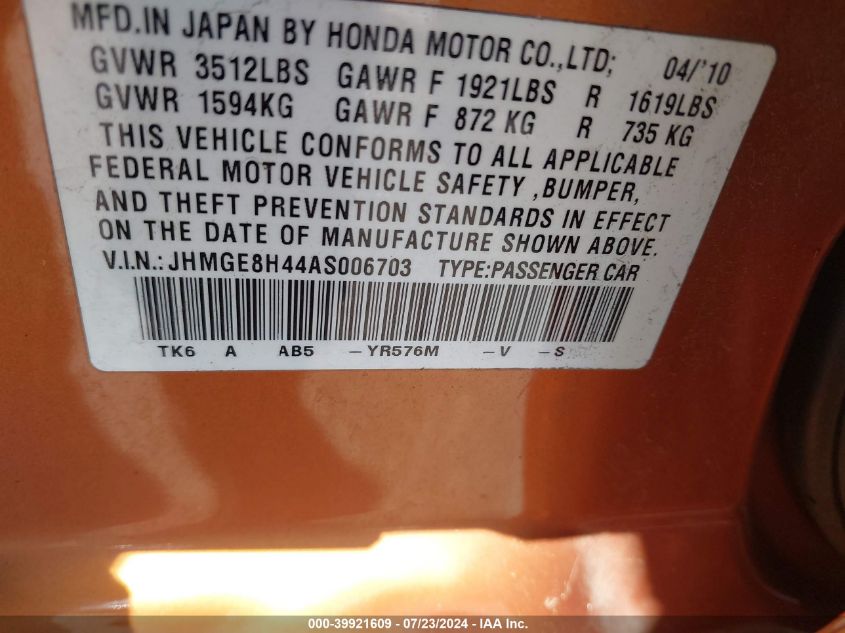 MFD.IN JAPAN BY HONDA MOTOR CO.,LTD; 04/'10
GVWR 3512LBS GAWR F 1921LBS R 1619LBS
GVWR 1594KG GAWR F 872 KG R 735 KG
THIS VEHICLE CONFORMS TO ALL APPLICABLE
FEDERAL MOTOR VEHICLE SAFETY ,BUMPER,
AND THEFT PREVENTION STANDARDS IN EFFECT
ON THE DATE OF MANUFACTURE SHOWN ABOVE.
V.I.N.: JHMGE8H44AS006703 TYPE:PASSENGER CAR
TK6 A AB5 -YR576M -V -S
000-39921609 / 07/23/2024 - IAA Inc.